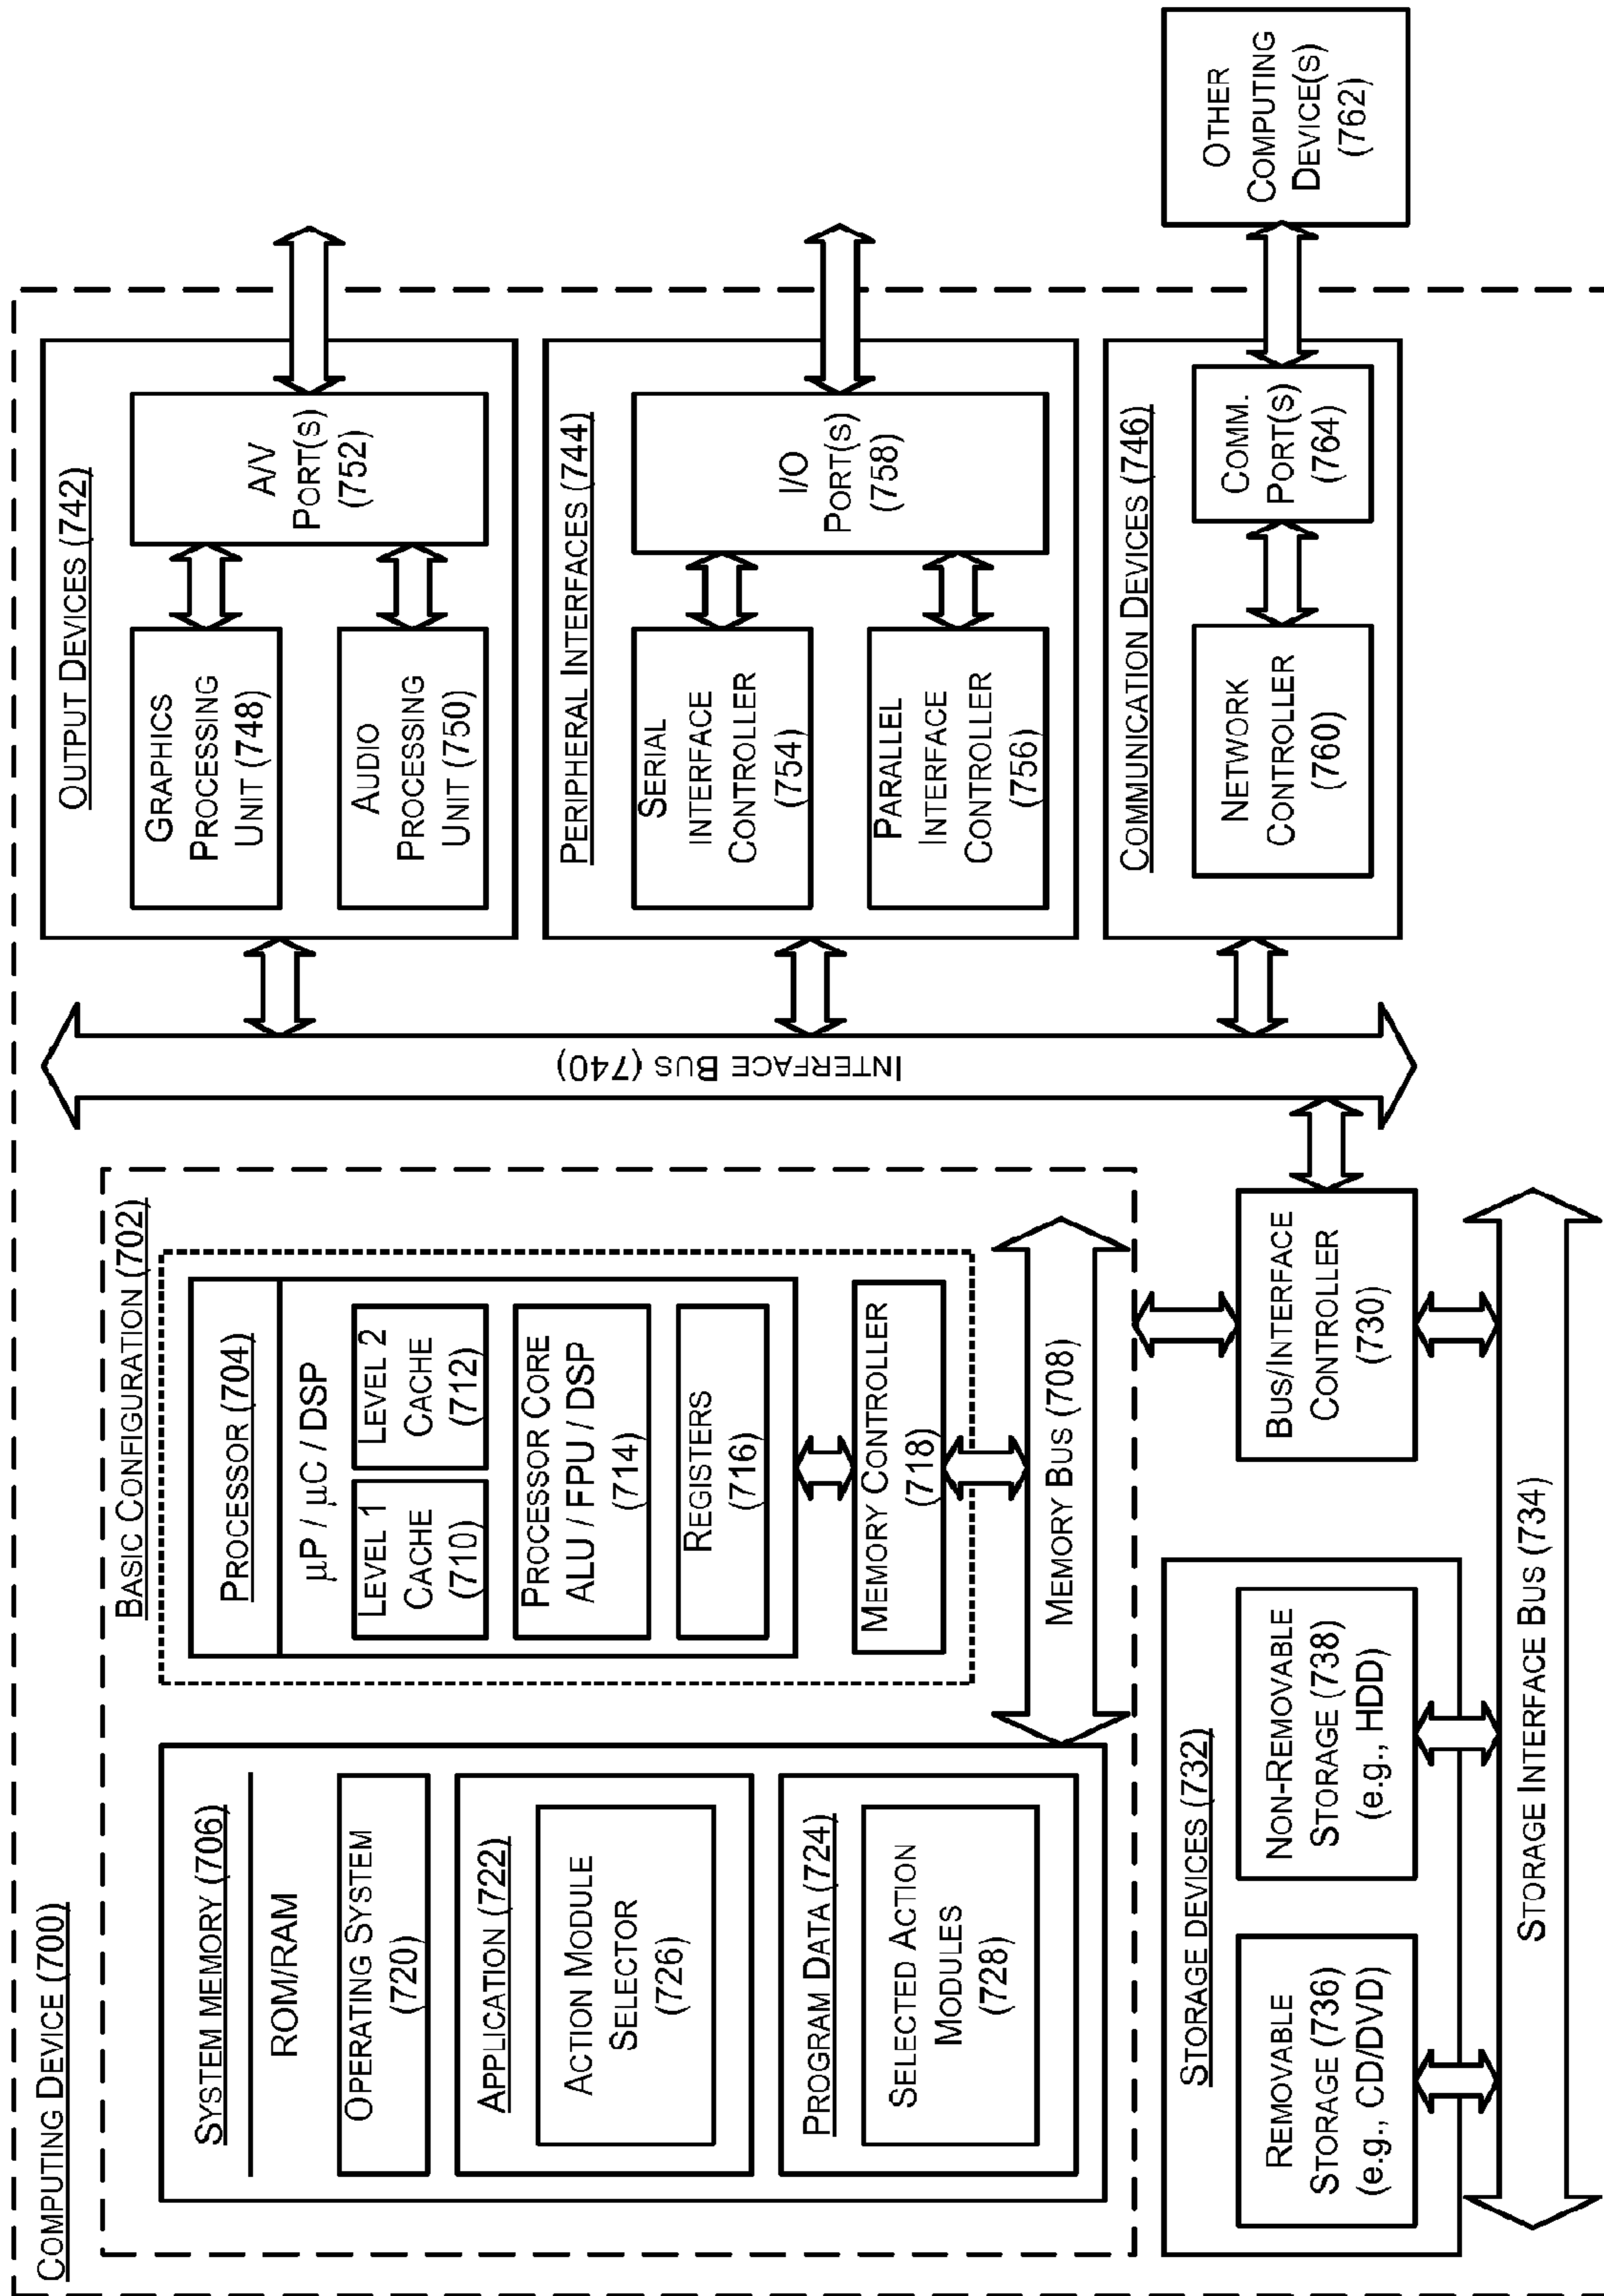 COMPUTING DEVICE (700)
BASIC CONFIGURATION (702)
SYSTEM MEMORY (706)
ROM/RAM
OPERATING SYSTEM
(720)
APPLICATION (722)
ACTION MODULE
SELECTOR
(726)
PROGRAM DATA (724)
SELECTED ACTION
MODULES
(728)
PROCESSOR (704)
µP / µC / DSP
LEVEL 1
CACHE
(710)
LEVEL 2
CACHE
(712)
PROCESSOR CORE
ALU / FPU / DSP
(714)
REGISTERS
(716)
MEMORY CONTROLLER
(718)
MEMORY BUS (708)
BUS/INTERFACE
CONTROLLER
(730)
STORAGE DEVICES (732)
REMOVABLE
STORAGE (736)
(e.g., CD/DVD)
NON-REMOVABLE
STORAGE (738)
(e.g., HDD)
STORAGE INTERFACE BUS (734)
INTERFACE BUS (740)
OUTPUT DEVICES (742)
GRAPHICS
PROCESSING
UNIT (748)
AUDIO
PROCESSING
UNIT (750)
A/V
PORT(S)
(752)
PERIPHERAL INTERFACES (744)
SERIAL
INTERFACE
CONTROLLER
(754)
PARALLEL
INTERFACE
CONTROLLER
(756)
I/O
PORT(S)
(758)
COMMUNICATION DEVICES (746)
NETWORK
CONTROLLER
(760)
COMM.
PORT(S)
(764)
OTHER
COMPUTING
DEVICE(S)
(762)